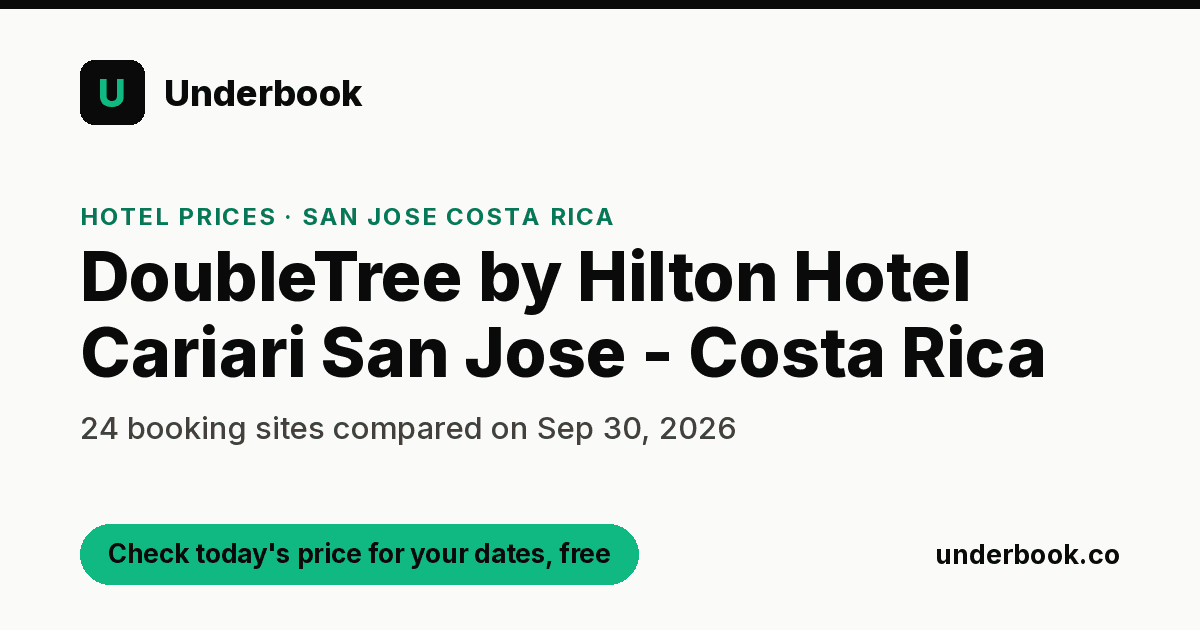 U Underbook
HOTEL PRICES · SAN JOSE COSTA RICA
DoubleTree by Hilton Hotel
Cariari San Jose - Costa Rica
24 booking sites compared on Sep 30, 2026
Check today's price for your dates, free
underbook.co